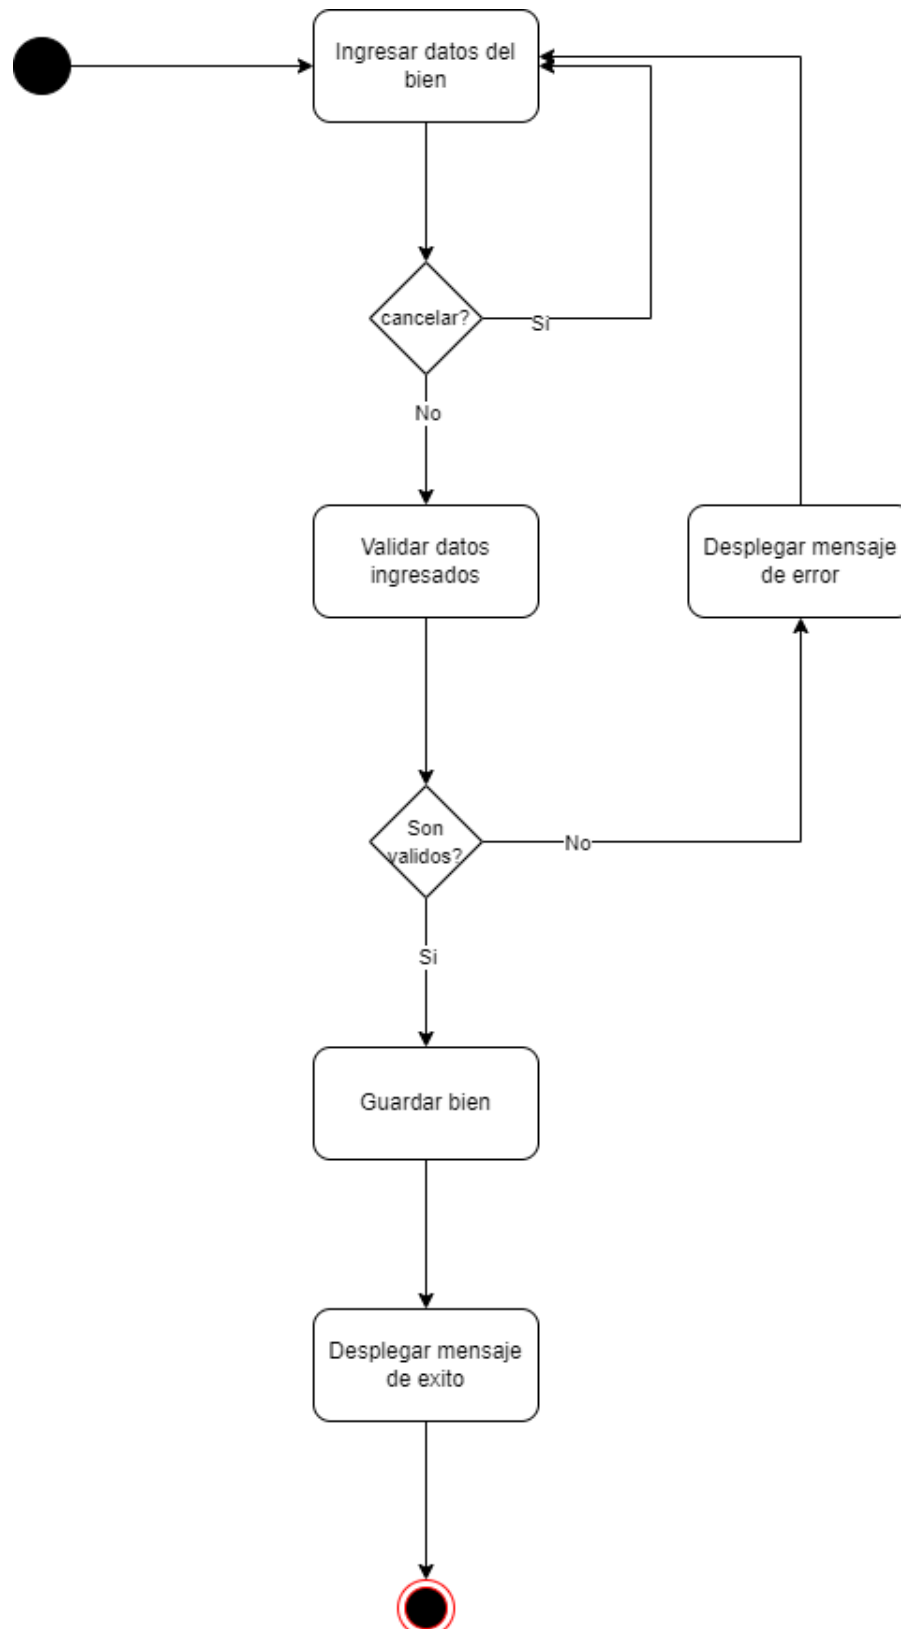 Ingresar datos del
bien
cancelar?
Si
No
Validar datos
ingresados
Desplegar mensaje
de error
Son
validos?
No
Si
Guardar bien
Desplegar mensaje
de exito